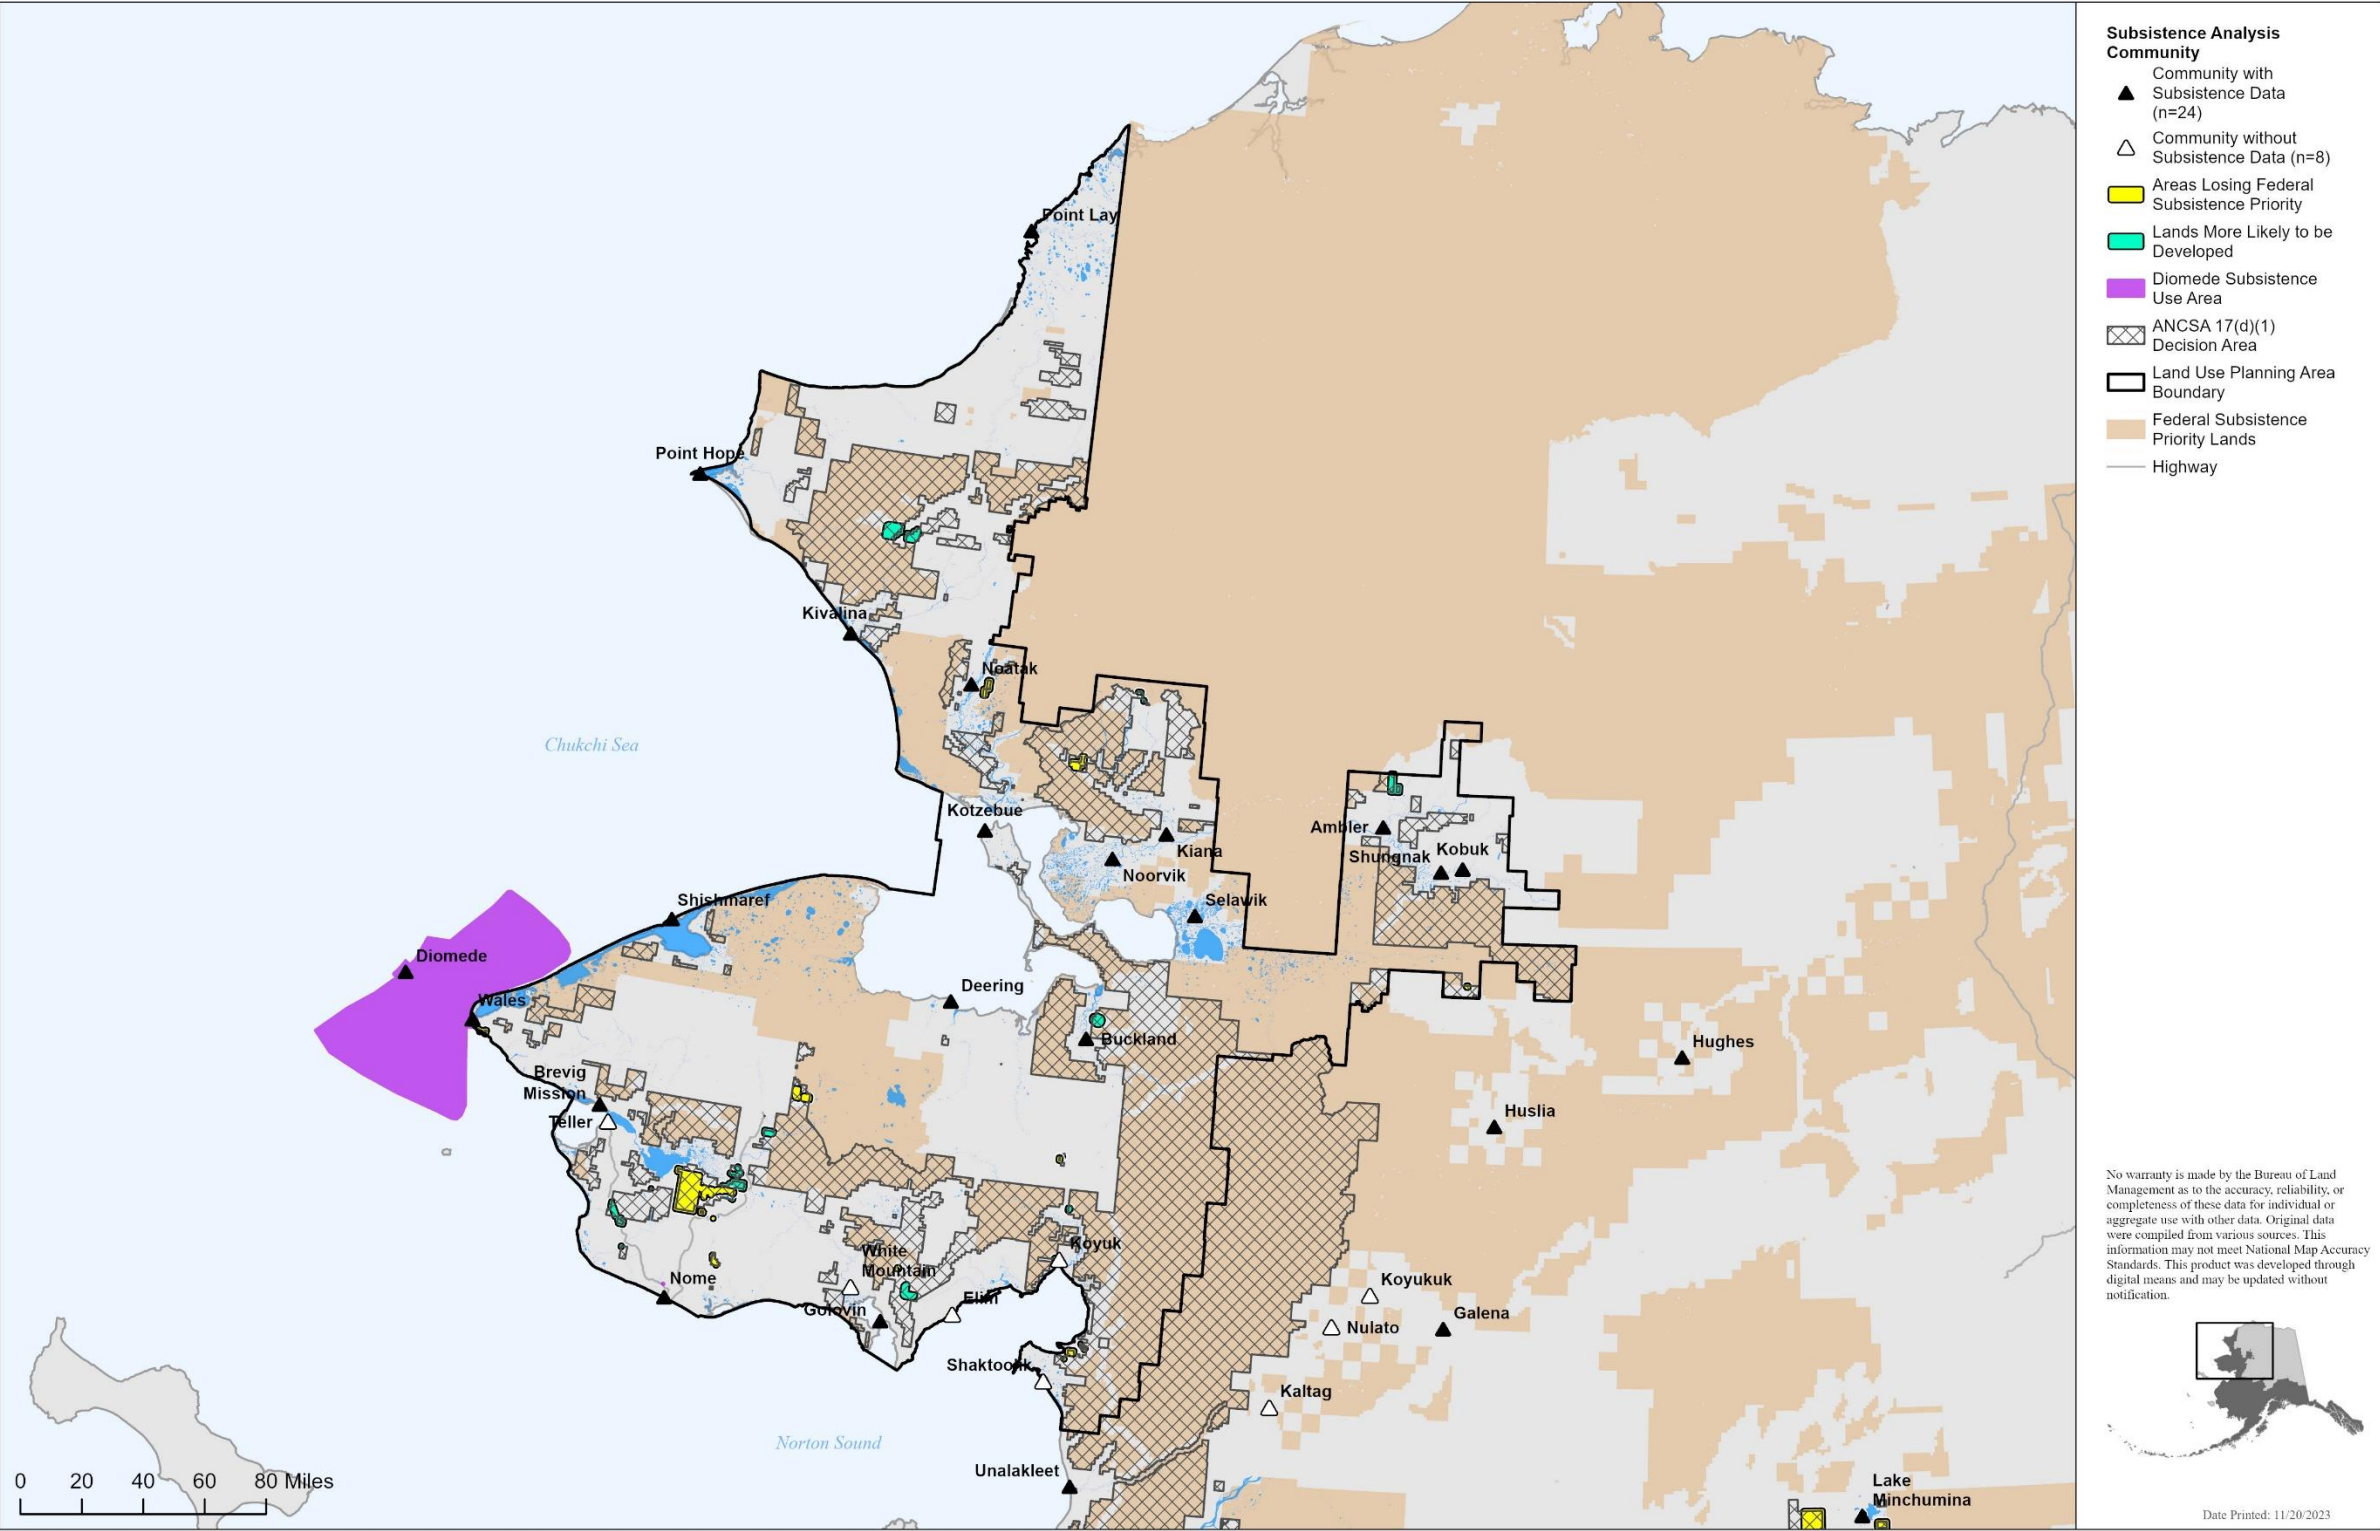 Point Lay
Point Hope
Kivalina
Noatak
Chukchi Sea
Kotzebue
Kiana
Noorvik
Ambler
Shungnak
Kobuk
Selawik
Shishmaref
Diomede
Wales
Deering
Buckland
Hughes
Brevig
Mission
Teller
Huslia
Koyuk
White
Mountain
Nome
Golovin
Elim
Koyukuk
Galena
Nulato
Shaktoolik
Kaltag
Norton Sound
Unalakleet
Lake
Minchumina
0 20 40 60 80 Miles
Subsistence Analysis
Community
Community with
Subsistence Data
(n=24)
Community without
Subsistence Data (n=8)
Areas Losing Federal
Subsistence Priority
Lands More Likely to be
Developed
Diomede Subsistence
Use Area
ANCSA 17(d)(1)
Decision Area
Land Use Planning Area
Boundary
Federal Subsistence
Priority Lands
Highway
No warranty is made by the Bureau of Land
Management as to the accuracy, reliability, or
completeness of these data for individual or
aggregate use with other data. Original data
were compiled from various sources. This
information may not meet National Map Accuracy
Standards. This product was developed through
digital means and may be updated without
notification.
Date Printed: 11/20/2023